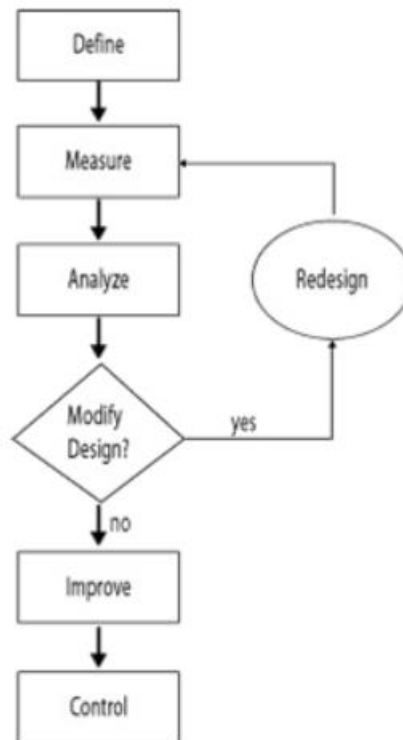 Define
Measure
Analyze
Redesign
Modify
Design?
yes
no
Improve
Control